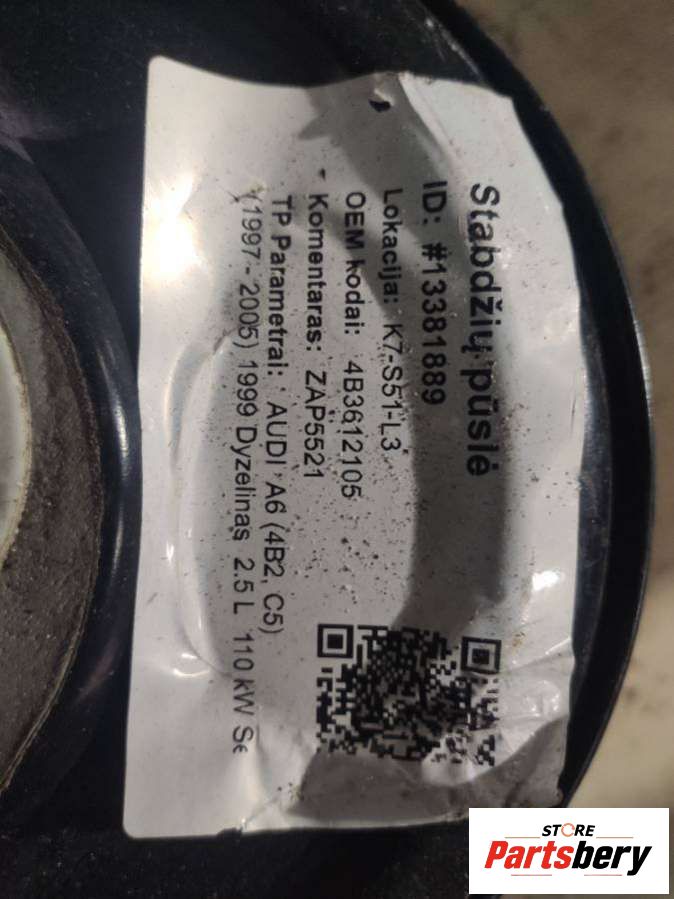 Stabdžių pūslė
ID: #13381889
Lokacija: K7-S51-L3
OEM kodai: 4B3612105
Komentaras: ZAP5521
TP Parametrai: AUDI A6 (4B2, C5)
(1997 - 2005) 1999 Dyzelinas 2.5 L 110 kW Se
STORE
Partsbery